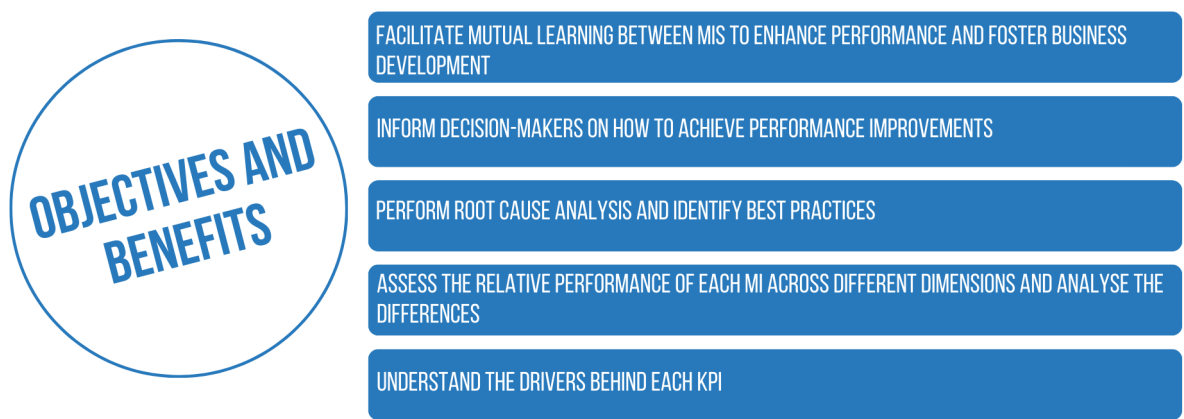 OBJECTIVES AND
BENEFITS
FACILITATE MUTUAL LEARNING BETWEEN MIS TO ENHANCE PERFORMANCE AND FOSTER BUSINESS
DEVELOPMENT
INFORM DECISION-MAKERS ON HOW TO ACHIEVE PERFORMANCE IMPROVEMENTS
PERFORM ROOT CAUSE ANALYSIS AND IDENTIFY BEST PRACTICES
ASSESS THE RELATIVE PERFORMANCE OF EACH MI ACROSS DIFFERENT DIMENSIONS AND ANALYSE THE
DIFFERENCES
UNDERSTAND THE DRIVERS BEHIND EACH KPI